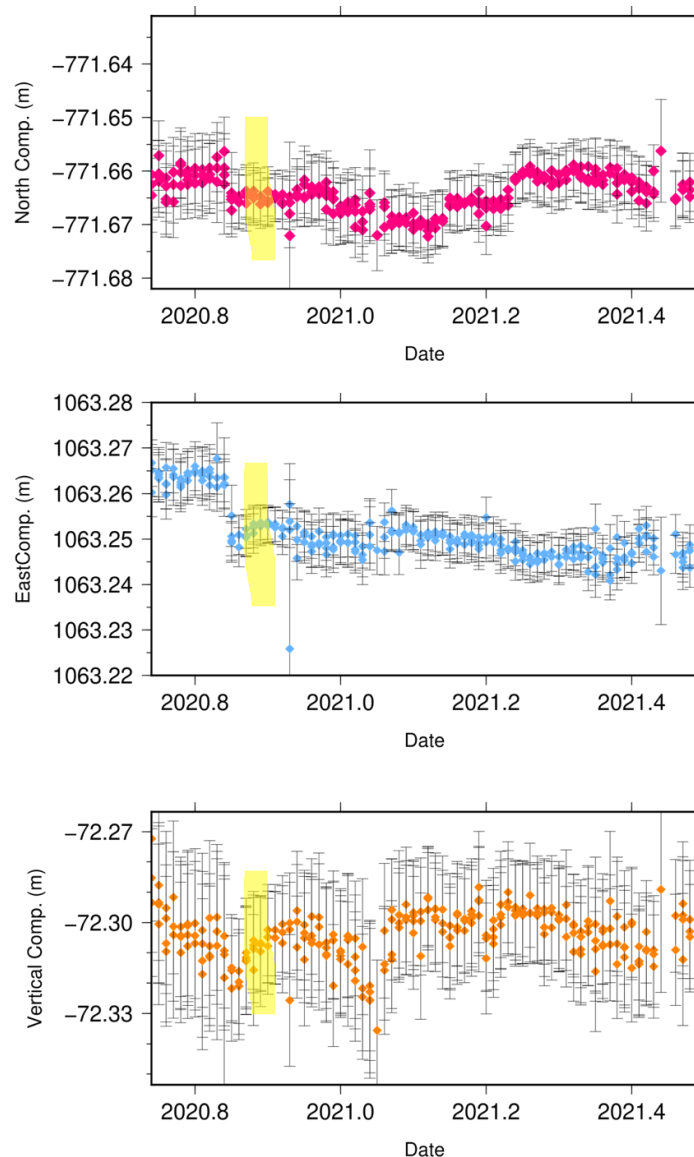 −771.64
−771.65
−771.66
−771.67
−771.68
North Comp. (m)
2020.8 2021.0 2021.2 2021.4
Date
1063.28
1063.27
1063.26
1063.25
1063.24
1063.23
1063.22
EastComp. (m)
2020.8 2021.0 2021.2 2021.4
Date
−72.27
−72.30
−72.33
Vertical Comp. (m)
2020.8 2021.0 2021.2 2021.4
Date